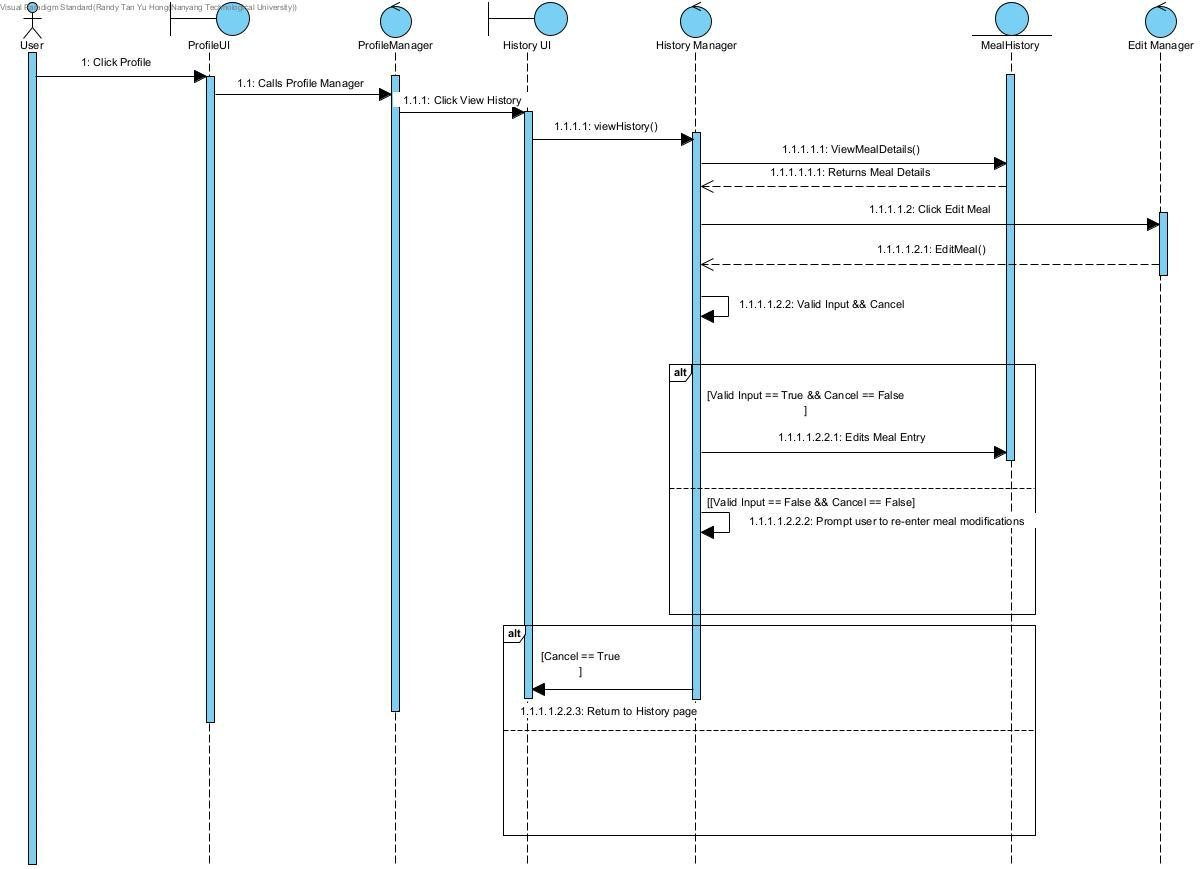 Visual Paradigm Standard(Randy Tan Yu Hong(Nanyang Technological University))
User
ProfileUI
ProfileManager
History UI
History Manager
MealHistory
Edit Manager
1: Click Profile
1.1: Calls Profile Manager
1.1.1: Click View History
1.1.1.1: viewHistory()
1.1.1.1.1: ViewMealDetails()
1.1.1.1.1.1: Returns Meal Details
1.1.1.1.2: Click Edit Meal
1.1.1.1.2.1: EditMeal()
1.1.1.1.2.2: Valid Input && Cancel
alt
[Valid Input == True && Cancel == False
]
1.1.1.1.2.2.1: Edits Meal Entry
[[Valid Input == False && Cancel == False]
1.1.1.1.2.2.2: Prompt user to re-enter meal modifications
alt
[Cancel == True
]
1.1.1.1.2.2.3: Return to History page